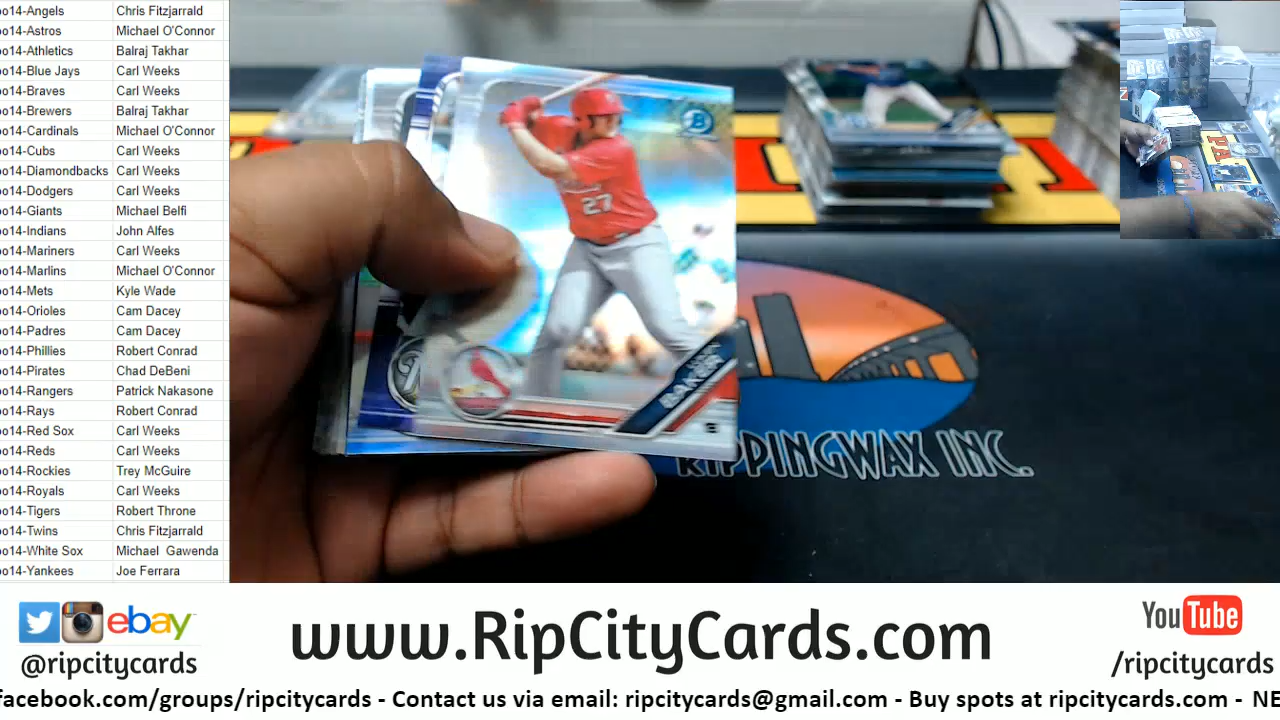 oo14-Angels Chris Fitzjarrald
oo14-Astros Michael O'Connor
oo14-Athletics Balraj Takhar
oo14-Blue Jays Carl Weeks
oo14-Braves Carl Weeks
oo14-Brewers Balraj Takhar
oo14-Cardinals Michael O'Connor
oo14-Cubs Carl Weeks
oo14-Diamondbacks Carl Weeks
oo14-Dodgers Carl Weeks
oo14-Giants Michael Belfi
oo14-Indians John Alfes
oo14-Mariners Carl Weeks
oo14-Marlins Michael O'Connor
oo14-Mets Kyle Wade
oo14-Orioles Cam Dacey
oo14-Padres Cam Dacey
oo14-Phillies Robert Conrad
oo14-Pirates Chad DeBeni
oo14-Rangers Patrick Nakasone
oo14-Rays Robert Conrad
oo14-Red Sox Carl Weeks
oo14-Reds Carl Weeks
oo14-Rockies Trey McGuire
oo14-Royals Carl Weeks
oo14-Tigers Robert Throne
oo14-Twins Chris Fitzjarrald
oo14-White Sox Michael Gawenda
oo14-Yankees Joe Ferrara
B
27
BAKER
RIPPINGWAX INC.
ebay
@ripcitycards
www.RipCityCards.com
YouTube
/ripcitycards
facebook.com/groups/ripcitycards - Contact us via email: ripcitycards@gmail.com - Buy spots at ripcitycards.com - NE